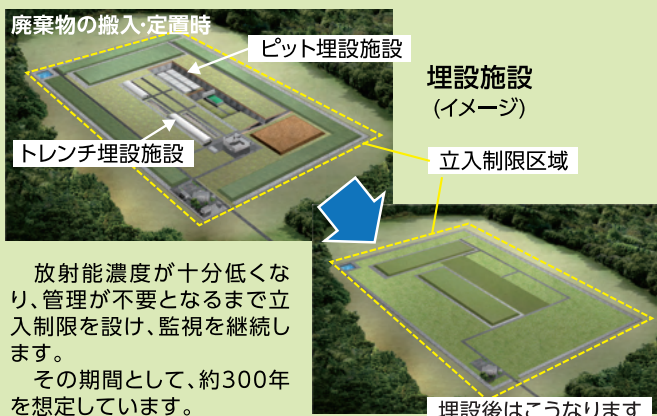 廃棄物の搬入・定置時
ピット埋設施設
埋設施設
(イメージ)
トレンチ埋設施設
立入制限区域
放射能濃度が十分低くな
り、管理が不要となるまで立
入制限を設け、監視を継続し
ます。
その期間として、約300年
を想定しています。
埋設後はこうなります